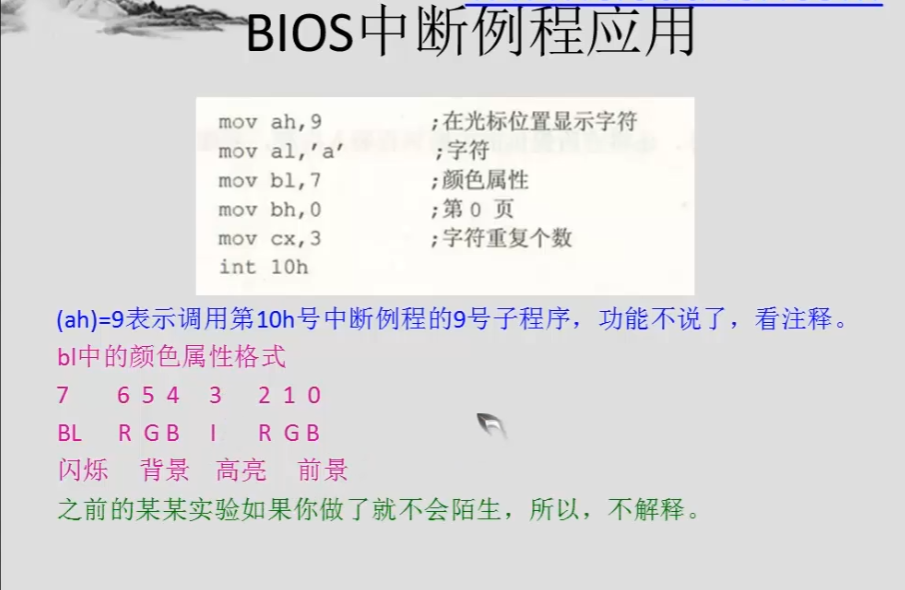 BIOS中断例程应用
mov ah,9 ;在光标位置显示字符
mov al,'a' ;字符
mov bl,7 ;颜色属性
mov bh,0 ;第 0 页
mov cx,3 ;字符重复个数
int 10h
(ah)=9表示调用第10h号中断例程的9号子程序，功能不说了，看注释。
bl中的颜色属性格式
7 6 5 4 3 2 1 0
BL R G B I R G B
闪烁 背景 高亮 前景
之前的某某实验如果你做了就不会陌生，所以，不解释。